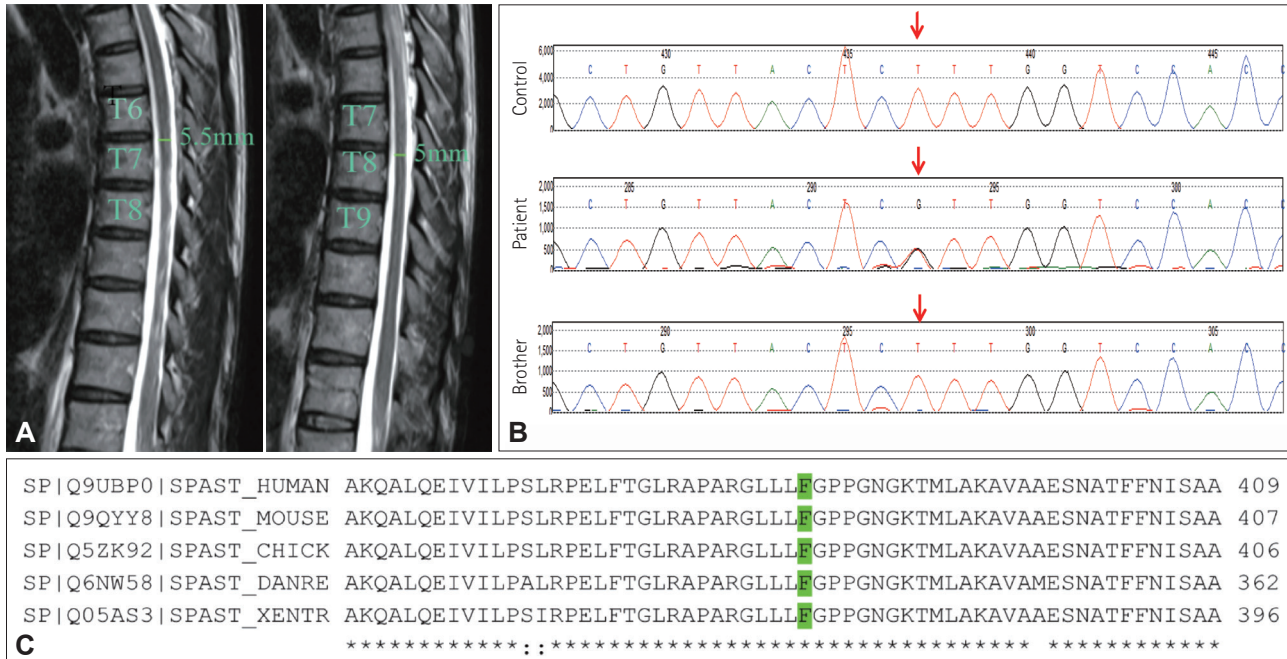 T6
T7
T8
5.5mm
A
T7
T8
T9
5mm
B
Control
6,000
4,000
2,000
0
430 435 440 445
C T G T T A C T C T T T G G T C C A C C
Patient
2,000
1,500
1,000
500
0
285 290 295 300
C T G T T A C T C G T T G G T C C A C C
Brother
2,000
1,500
1,000
500
0
290 295 300 305
C T G T T A C T C T T T G G T C C A C C
SP|Q9UBP0|SPAST_HUMAN AKQALQEIVILPSLRPELFTGLRAPARGLLLFGPPGNGKTMLAKAVAAESNATFFNISAA 409
SP|Q9QYY8|SPAST_MOUSE AKQALQEIVILPSLRPELFTGLRAPARGLLLFGPPGNGKTMLAKAVAAESNATFFNISAA 407
SP|Q5ZK92|SPAST_CHICK AKQALQEIVILPSLRPELFTGLRAPARGLLLFGPPGNGKTMLAKAVAAESNATFFNISAA 406
SP|Q6NW58|SPAST_DANRE AKQALQEIVILPALRPELFTGLRAPARGLLLFGPPGNGKTMLAKAVAMESNATFFNISAA 362
SP|Q05AS3|SPAST_XENTR AKQALQEIVILPSIRPELFTGLRAPARGLLLFGPPGNGKTMLAKAVAAESNATFFNISAA 396
************::********************************* ************
C